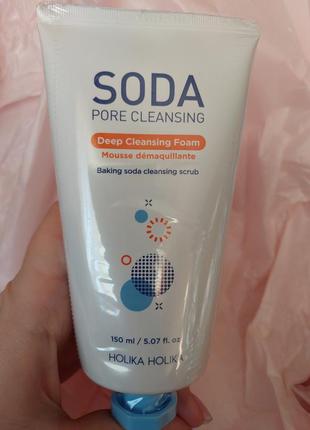 SODA
PORE CLEANSING
Deep Cleansing Foam
Mousse démaquillante
Baking soda cleansing scrub
150 ml / 5.07 fl. oz
HOLIKA HOLIKA